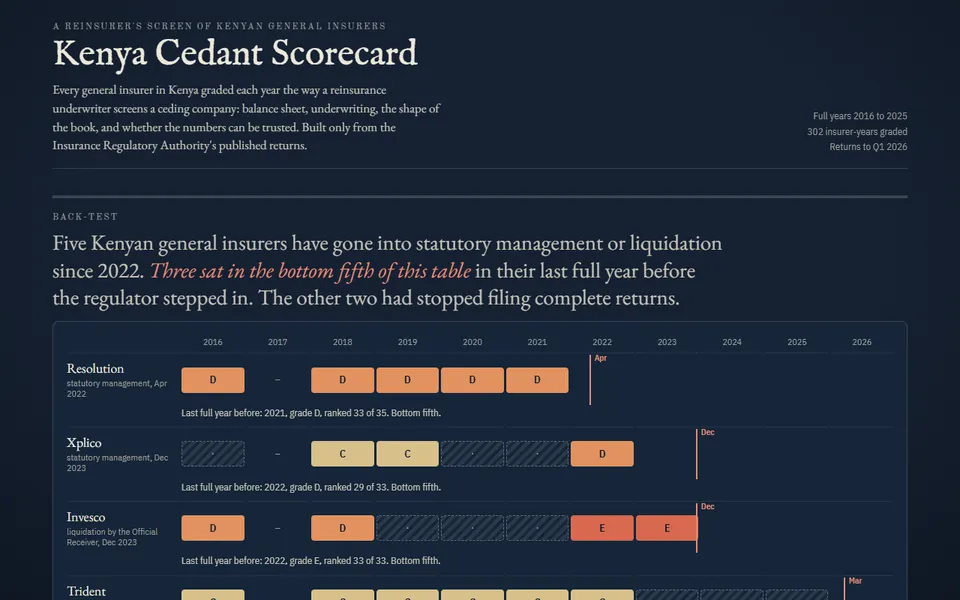 A REINSURER'S SCREEN OF KENYAN GENERAL INSURERS
Kenya Cedant Scorecard
Every general insurer in Kenya graded each year the way a reinsurance
underwriter screens a ceding company: balance sheet, underwriting, the shape of
the book, and whether the numbers can be trusted. Built only from the
Insurance Regulatory Authority's published returns.
Full years 2016 to 2025
302 insurer-years graded
Returns to Q1 2026
BACK-TEST
Five Kenyan general insurers have gone into statutory management or liquidation
since 2022. Three sat in the bottom fifth of this table in their last full year before
the regulator stepped in. The other two had stopped filing complete returns.
2016 2017 2018 2019 2020 2021 2022 2023 2024 2025 2026
Apr
Resolution
statutory management, Apr
2022
D – D D D D
Last full year before: 2021, grade D, ranked 33 of 35. Bottom fifth.
Dec
Xplico
statutory management, Dec
2023
· – C C · · D
Last full year before: 2022, grade D, ranked 29 of 33. Bottom fifth.
Dec
Invesco
liquidation by the Official
Receiver, Dec 2023
D – D · · · E E
Last full year before: 2022, grade E, ranked 33 of 33. Bottom fifth.
Mar
Trident